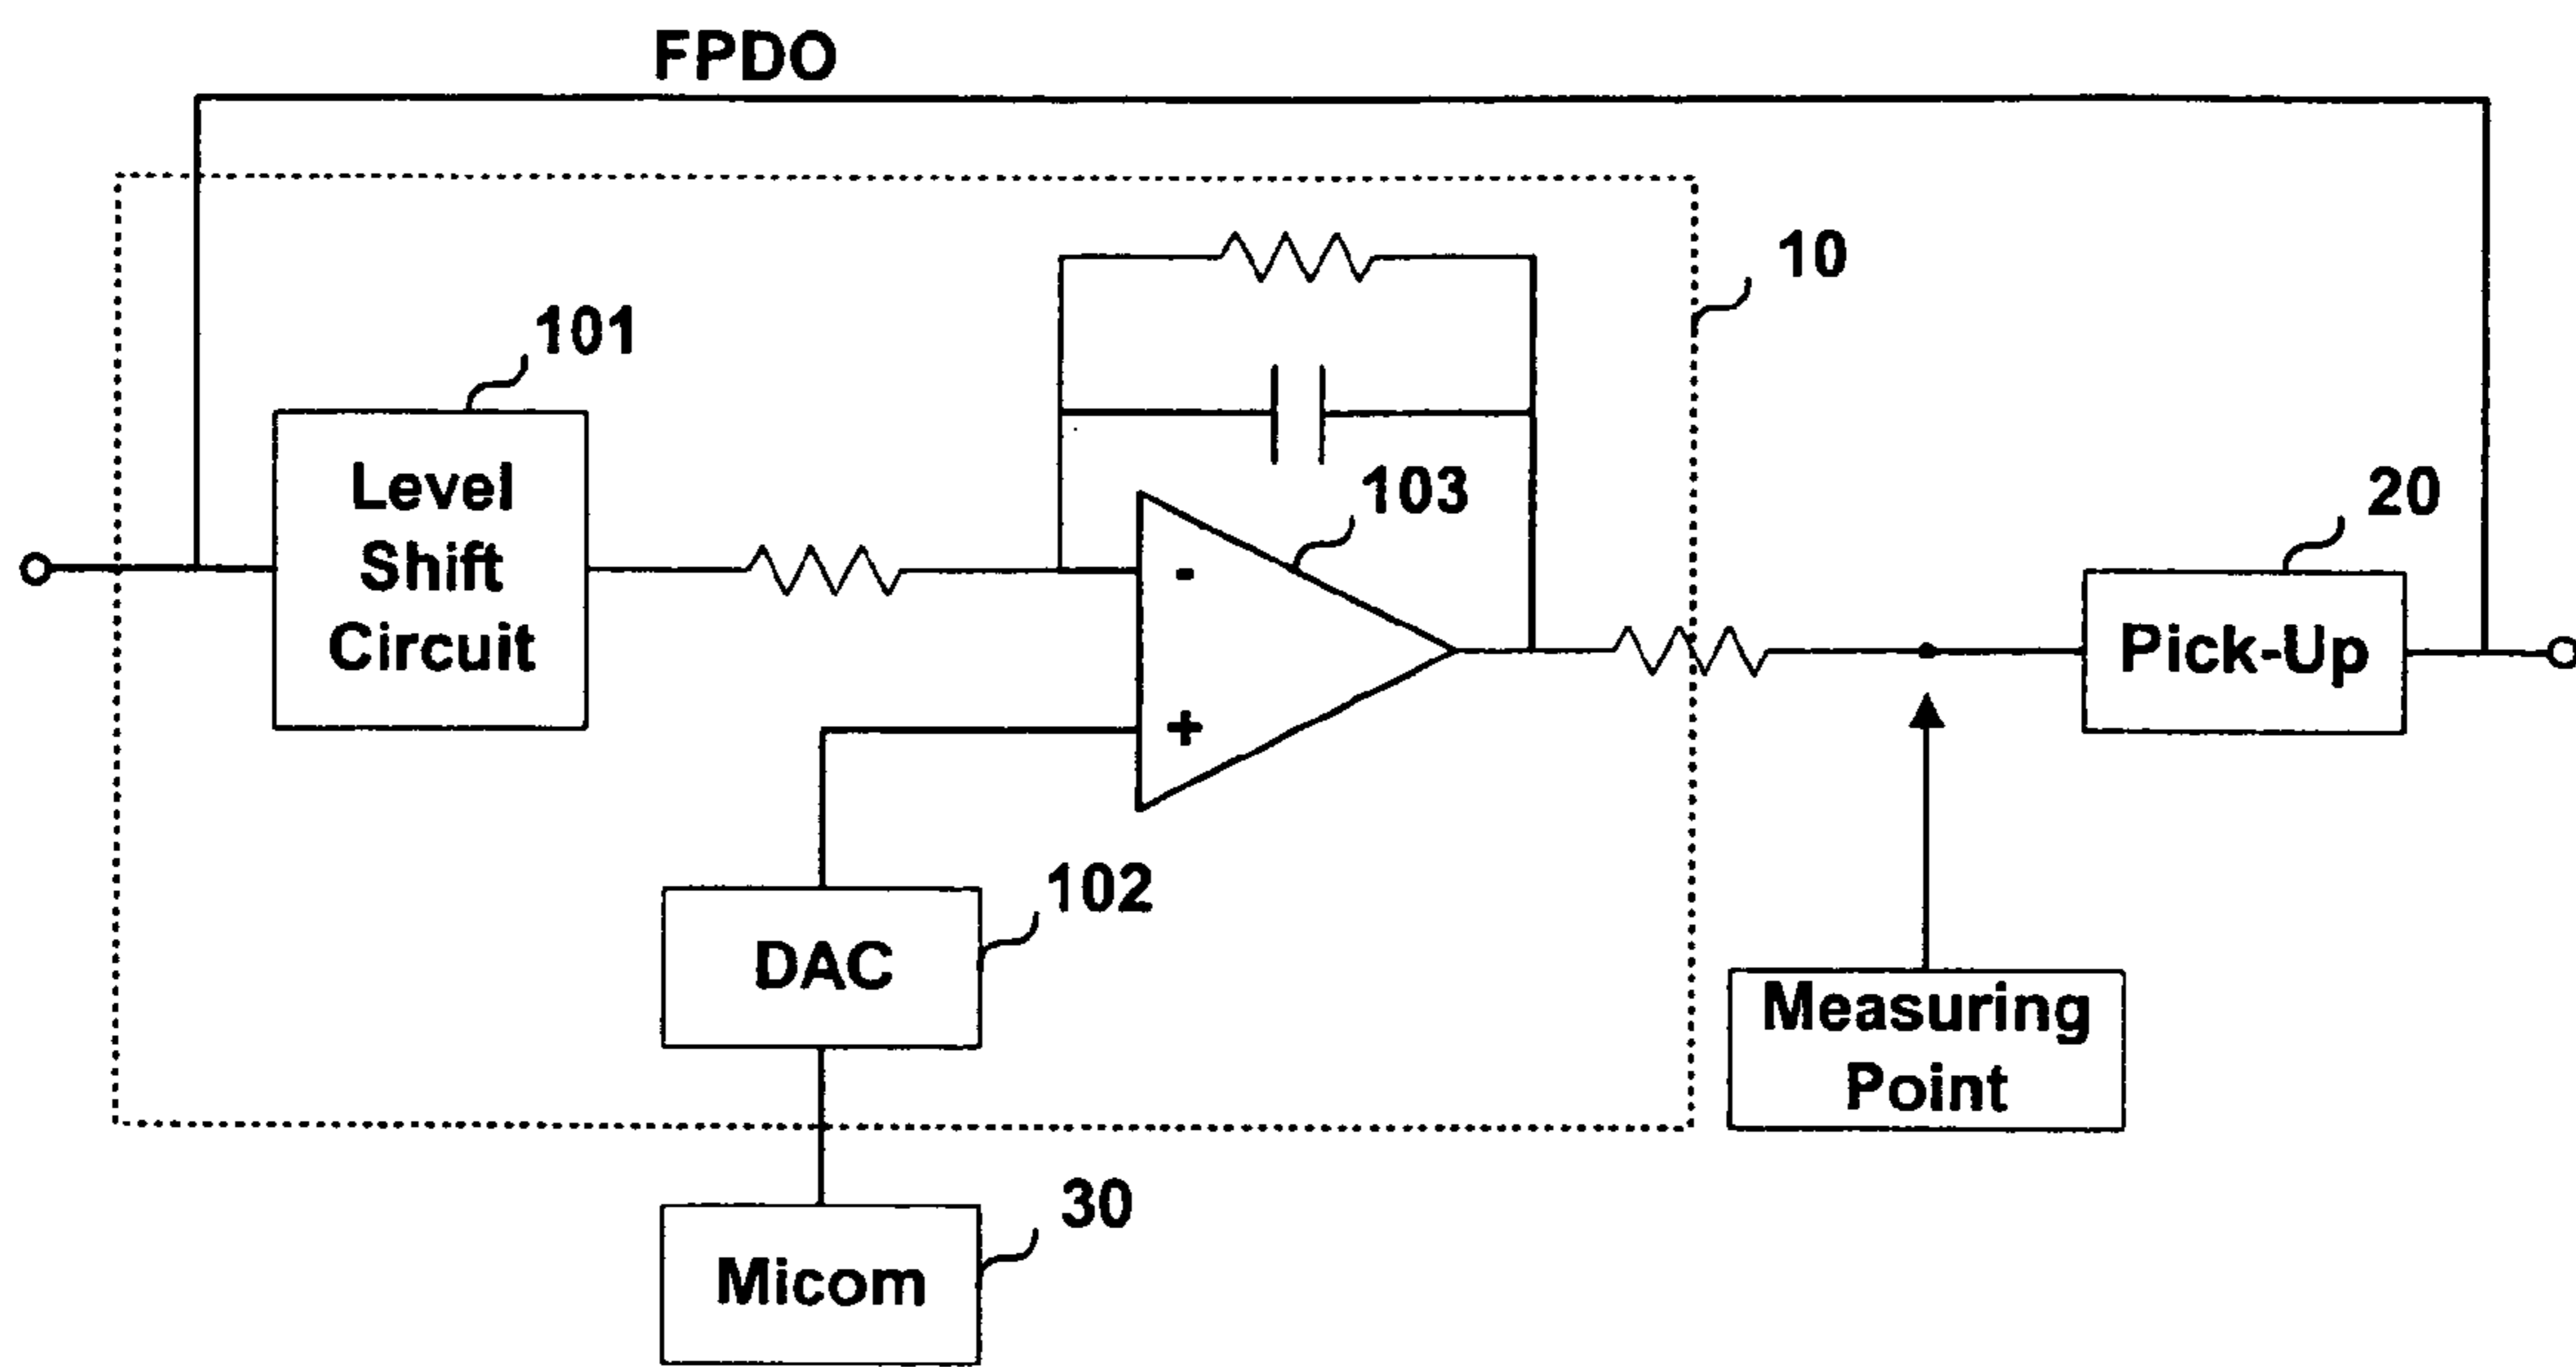 FPDO
10
101
Level
Shift
Circuit
103
-
+
20
Pick-Up
102
DAC
Measuring
Point
30
Micom